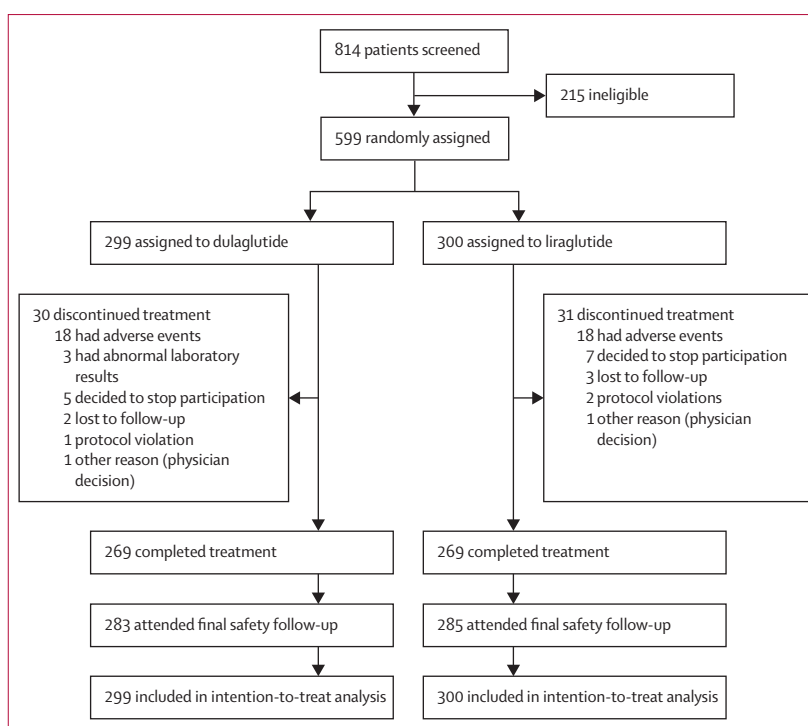 814 patients screened
215 ineligible
599 randomly assigned
299 assigned to dulaglutide
300 assigned to liraglutide
30 discontinued treatment
18 had adverse events
3 had abnormal laboratory
results
5 decided to stop participation
2 lost to follow-up
1 protocol violation
1 other reason (physician
decision)
31 discontinued treatment
18 had adverse events
7 decided to stop participation
3 lost to follow-up
2 protocol violations
1 other reason (physician
decision)
269 completed treatment
269 completed treatment
283 attended final safety follow-up
285 attended final safety follow-up
299 included in intention-to-treat analysis
300 included in intention-to-treat analysis